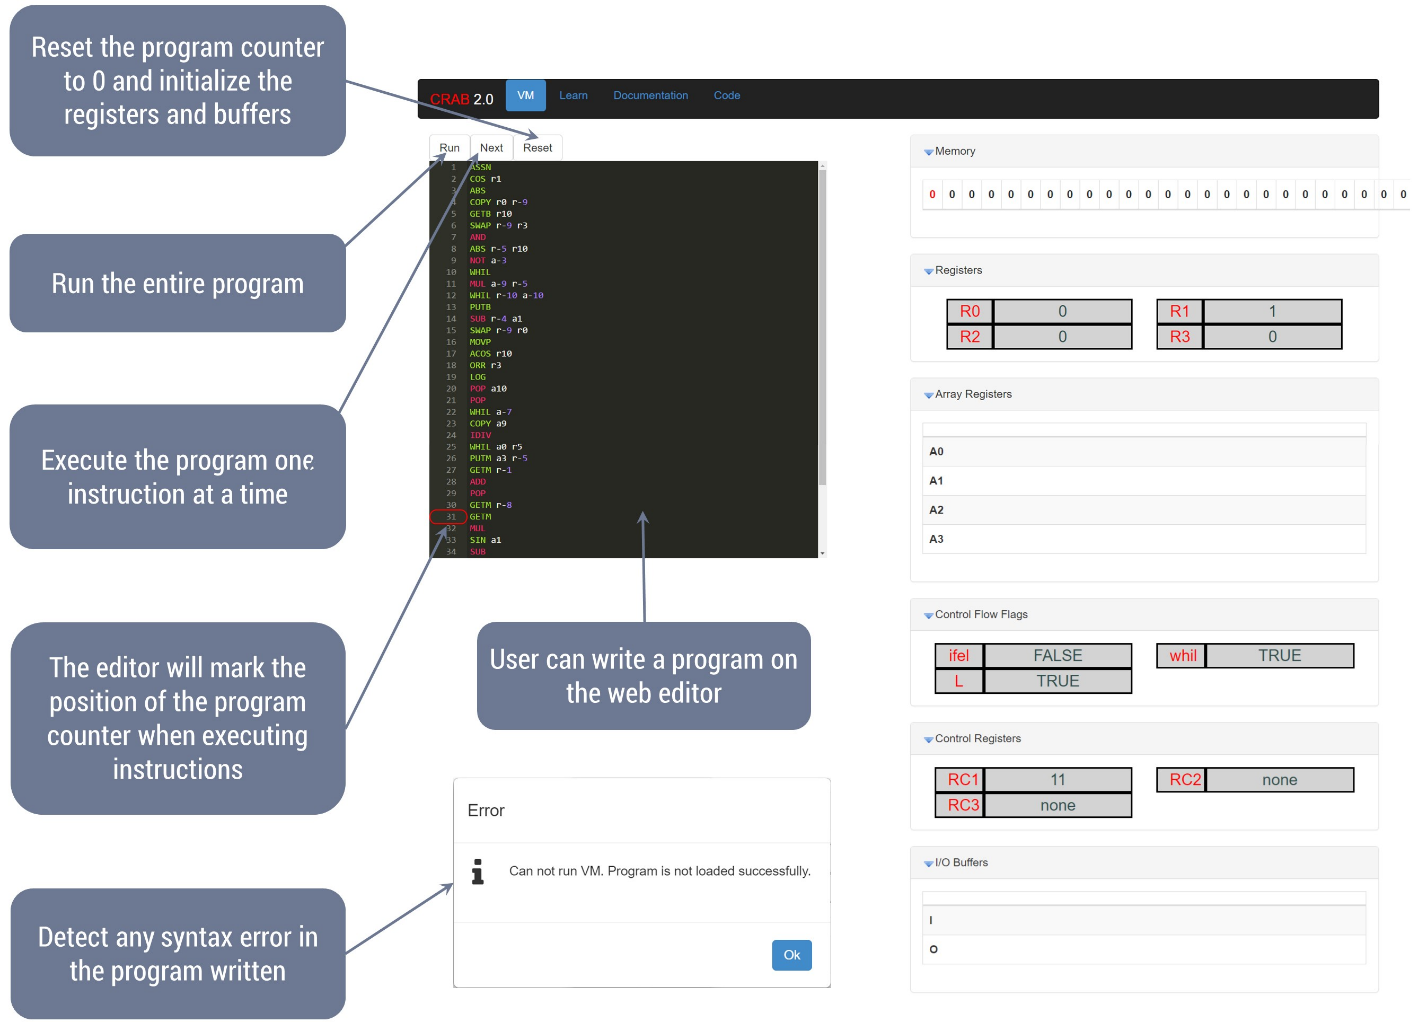 Reset the program counter
to 0 and initialize the
registers and buffers
Run the entire program
Execute the program one
instruction at a time
The editor will mark the
position of the program
counter when executing
instructions
Detect any syntax error in
the program written
CRAB 2.0 VM Learn Documentation Code
Run Next Reset
1 ASSN
2 COS r1
3 ABS
4 COPY r0 r-9
5 GETB r10
6 SWAP r-9 r3
7 AND
8 ABS r-5 r10
9 NOT a-3
10 WHIL
11 MUL a-9 r-5
12 WHIL r-10 a-10
13 PUTB
14 SUB r-4 a1
15 SWAP r-9 r0
16 MOVP
17 ACOS r10
18 ORR r3
19 LOG
20 POP a10
21 POP
22 WHIL a-7
23 COPY a9
24 IDIV
25 WHIL a0 r5
26 PUTM a3 r-5
27 GETM r-1
28 ADD
29 POP
30 GETM r-8
31 GETM
32 MUL
33 SIN a1
34 SUB
User can write a program on
the web editor
Error
Can not run VM. Program is not loaded successfully.
Ok
Memory
0 0 0 0 0 0 0 0 0 0 0 0 0 0 0 0 0 0 0 0 0 0 0 0 0
Registers
R0 0 R1 1
R2 0 R3 0
Array Registers
A0
A1
A2
A3
Control Flow Flags
ifel FALSE whil TRUE
L TRUE
Control Registers
RC1 11 RC2 none
RC3 none
I/O Buffers
I
O